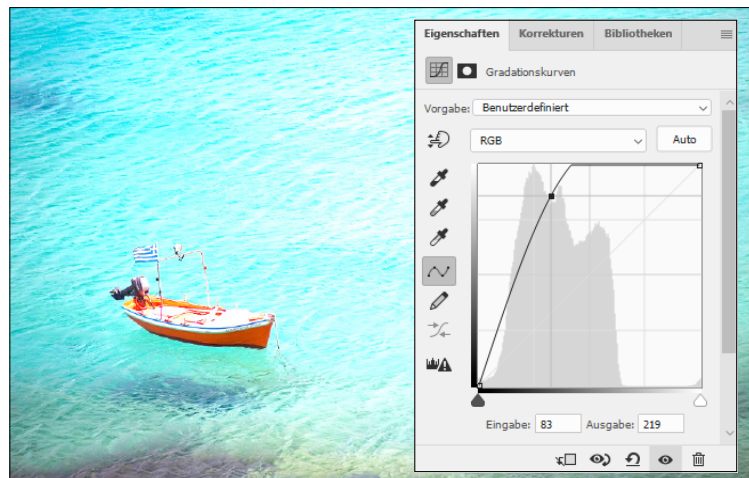 Eigenschaften Korrekturen Bibliotheken
Gradationskurven
Vorgabe: Benutzerdefiniert
RGB Auto
Eingabe: 83 Ausgabe: 219